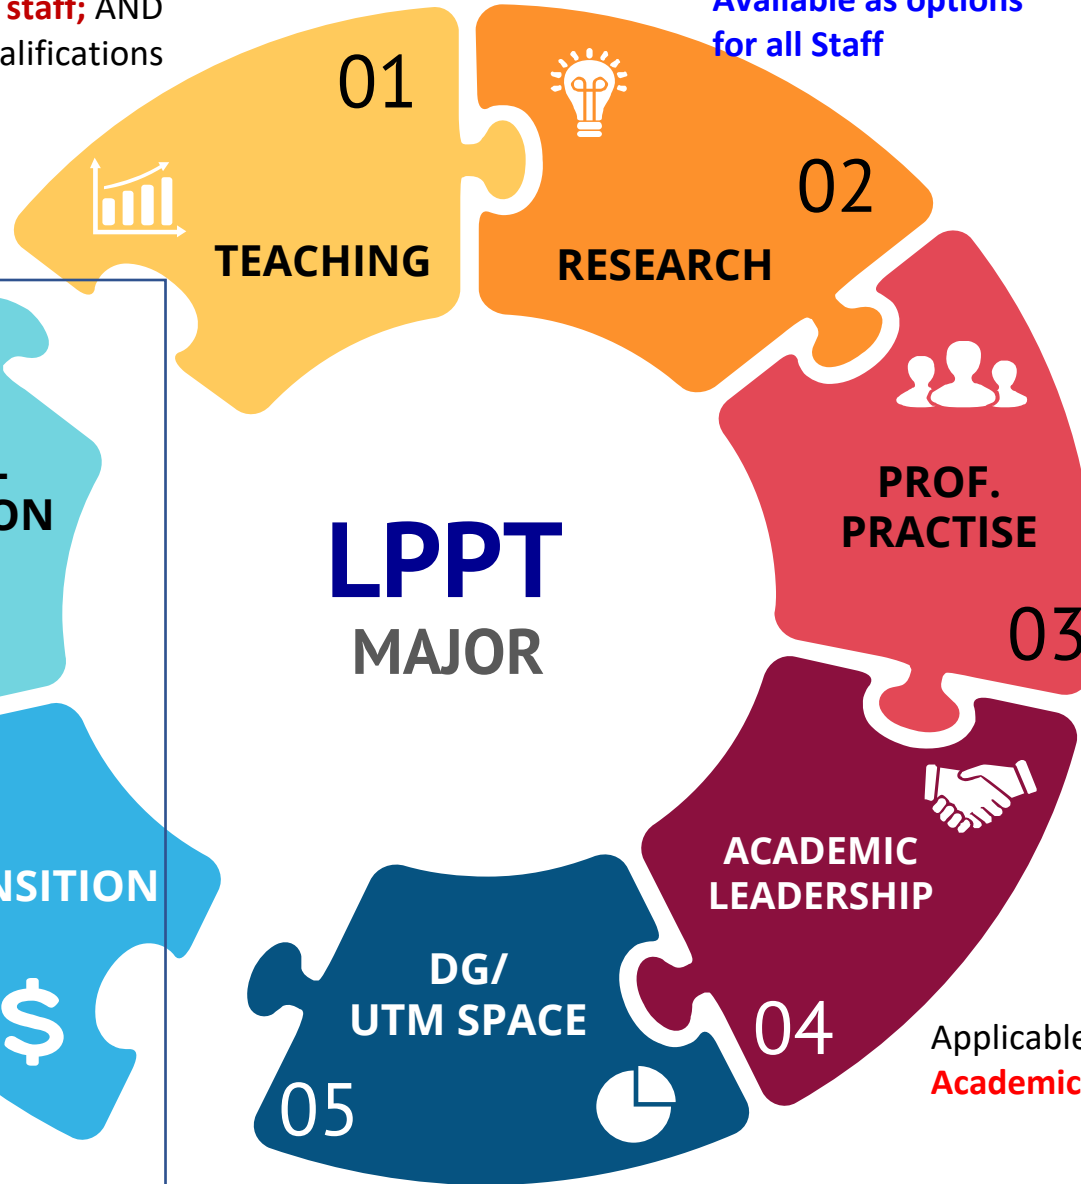 staff; AND
alifications
Available as options
for all Staff
01
TEACHING
02
RESEARCH
PROF.
PRACTISE
03
ON
LPPT
MAJOR
NSITION
$
ACADEMIC
LEADERSHIP
04
DG/
UTM SPACE
05
Applicable
Academic